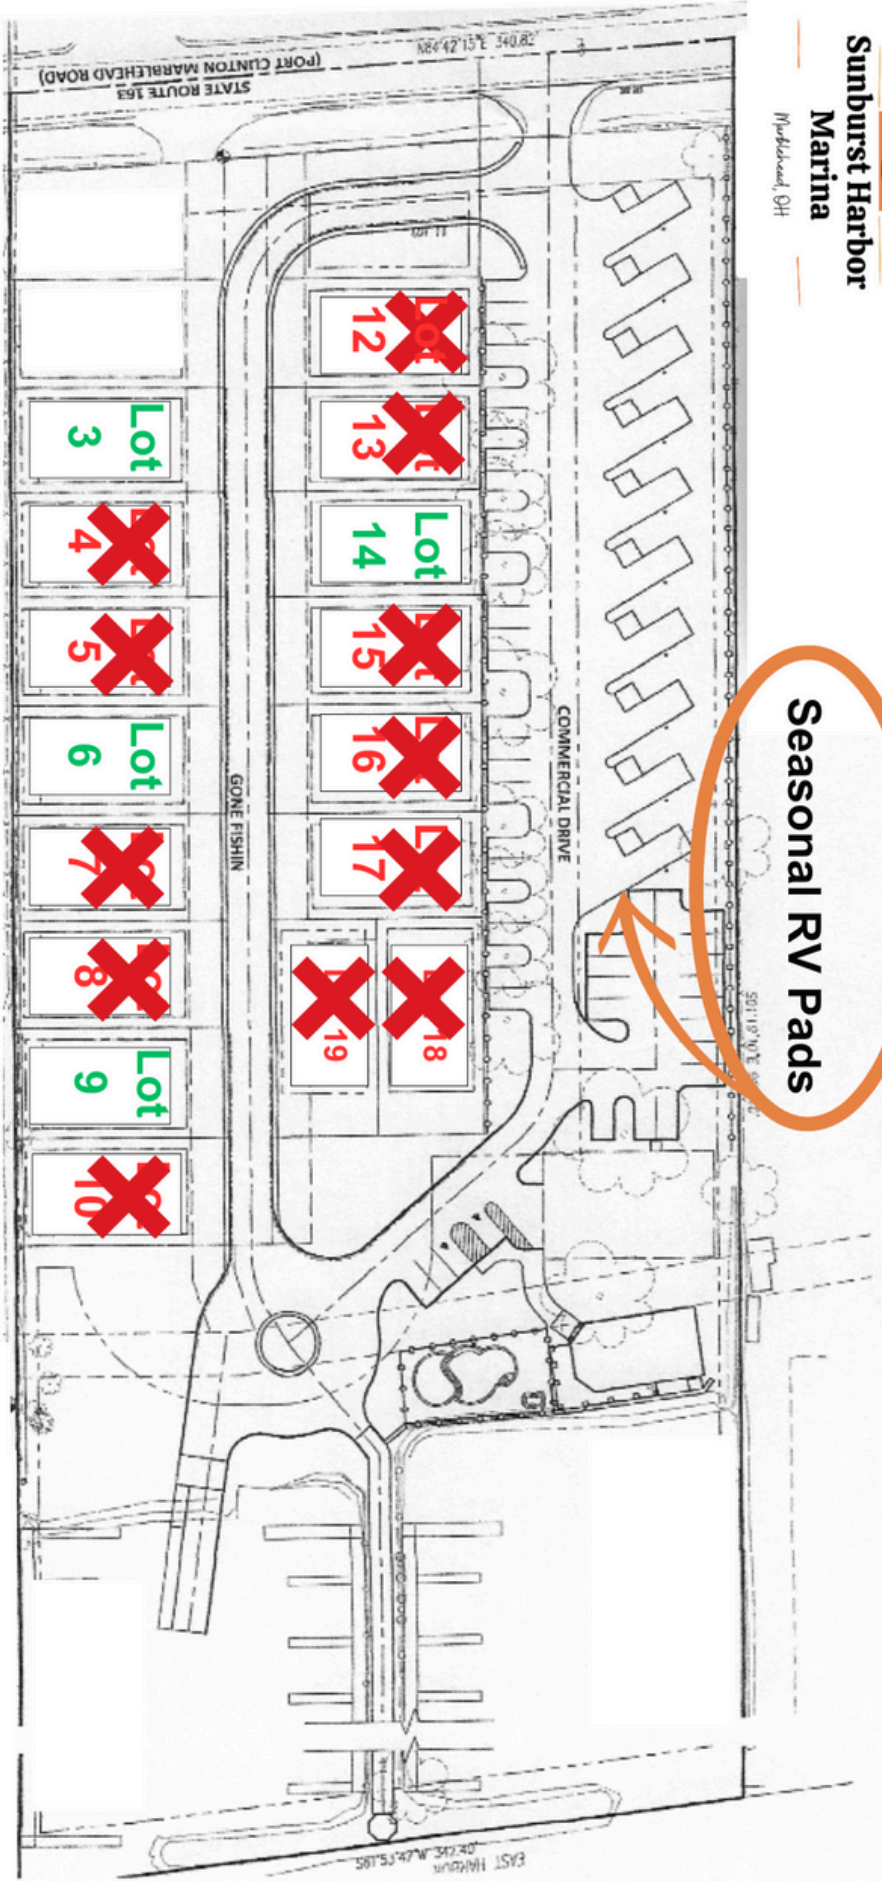 Sunburst Harbor
Marina
Marblehead, OH
Seasonal RV Pads
N84°42'15"E 340.82'
STATE ROUTE 163
(PORT CLINTON MARBLEHEAD ROAD)
COMMERCIAL DRIVE
GONE FISHIN
Lot
12
Lot
13
Lot
14
15
16
17
18
19
Lot
3
4
5
Lot
6
7
8
Lot
9
10
EAST HARBOUR
S81°53'47"W 342.40'